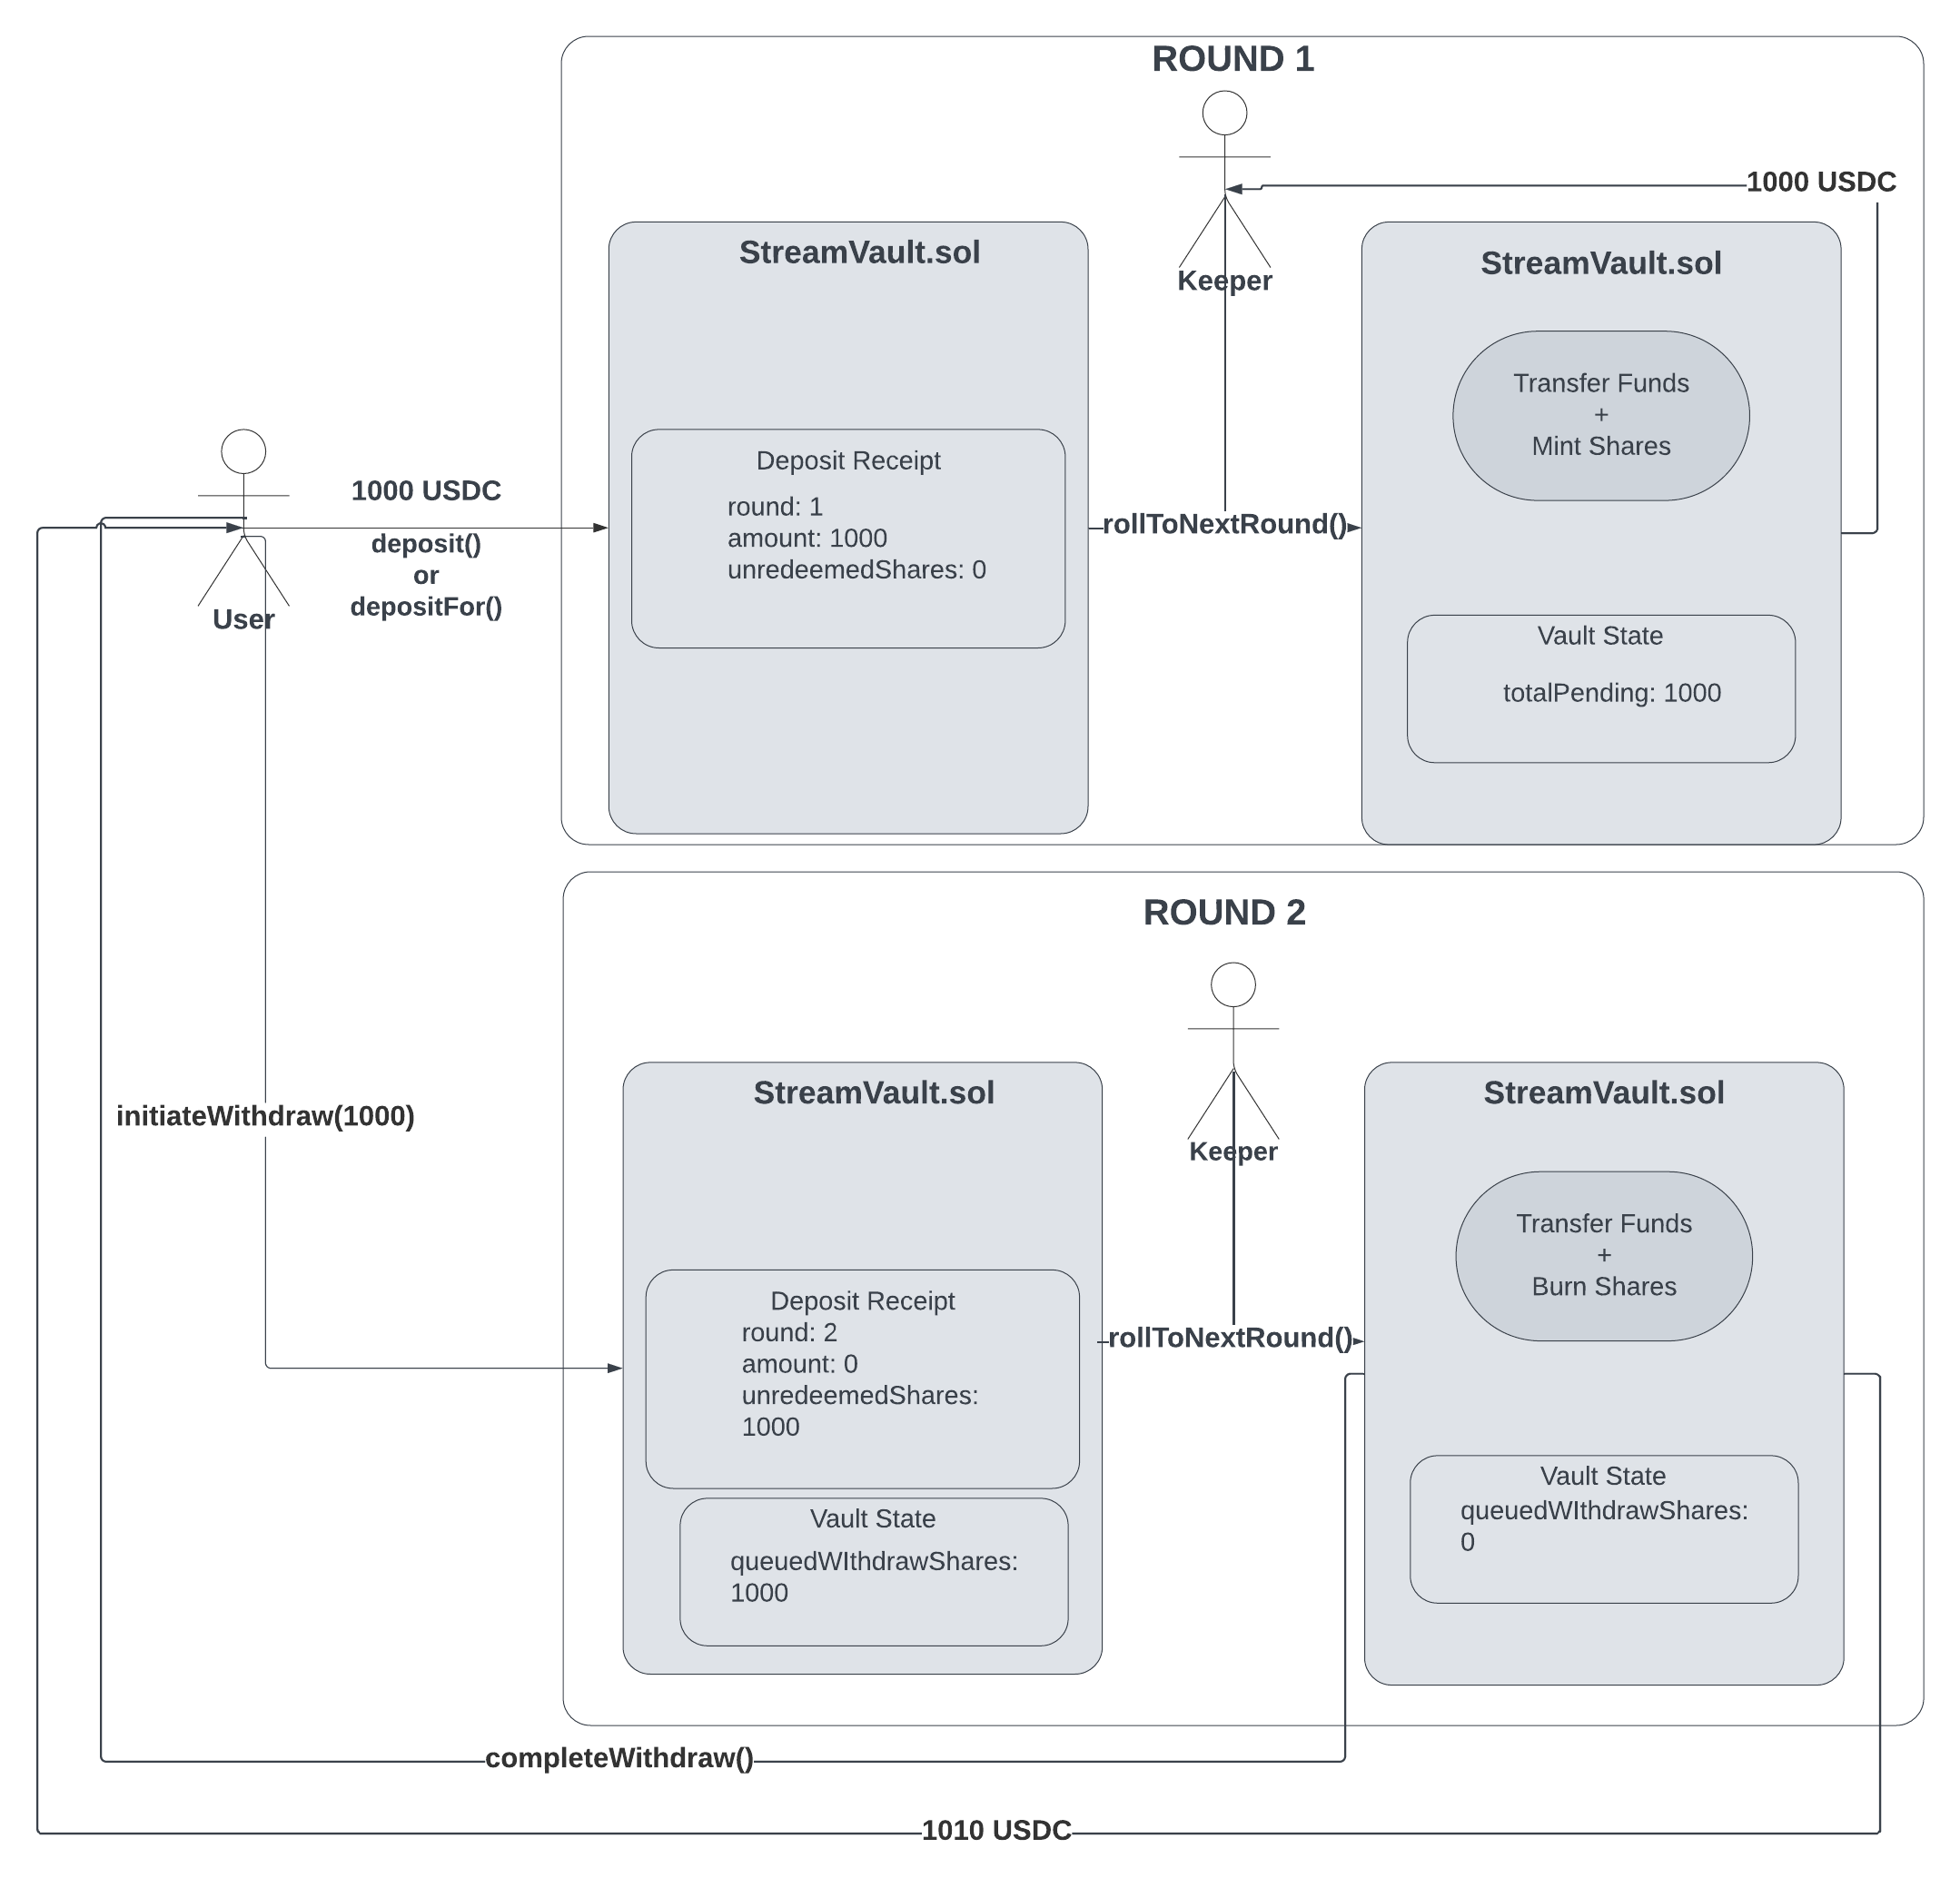 ROUND 1
Keeper
1000 USDC
StreamVault.sol
Deposit Receipt
round: 1
amount: 1000
unredeemedShares: 0
rollToNextRound()
StreamVault.sol
Transfer Funds
+
Mint Shares
Vault State
totalPending: 1000
User
1000 USDC
deposit()
or
depositFor()
initiateWithdraw(1000)
ROUND 2
Keeper
StreamVault.sol
Deposit Receipt
round: 2
amount: 0
unredeemedShares:
1000
Vault State
queuedWIthdrawShares:
1000
rollToNextRound()
StreamVault.sol
Transfer Funds
+
Burn Shares
Vault State
queuedWIthdrawShares:
0
completeWithdraw()
1010 USDC